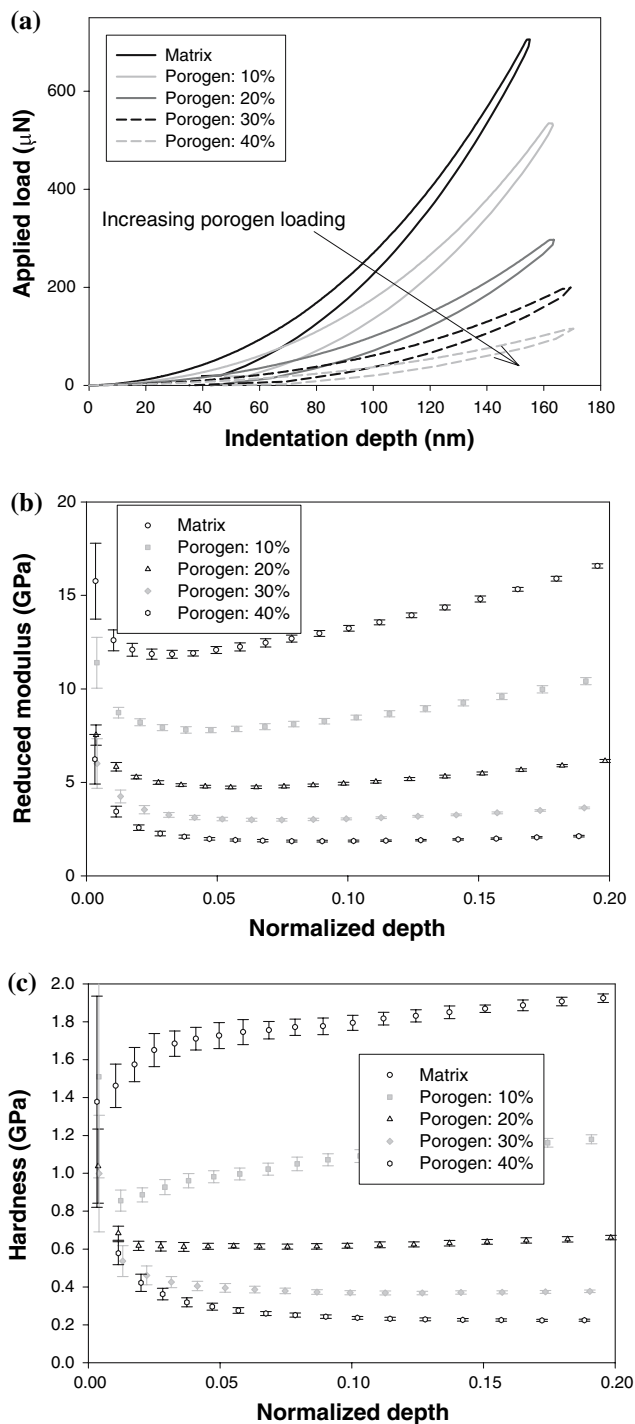 (a)
600
400
200
0
Applied load (μN)
Matrix
Porogen: 10%
Porogen: 20%
Porogen: 30%
Porogen: 40%
Increasing porogen loading
0 20 40 60 80 100 120 140 160 180
Indentation depth (nm)
(b)
20
15
10
5
0
Reduced modulus (GPa)
Matrix
Porogen: 10%
Porogen: 20%
Porogen: 30%
Porogen: 40%
0.00 0.05 0.10 0.15 0.20
Normalized depth
(c)
2.0
1.8
1.6
1.4
1.2
1.0
0.8
0.6
0.4
0.2
0.0
Hardness (GPa)
Matrix
Porogen: 10%
Porogen: 20%
Porogen: 30%
Porogen: 40%
0.00 0.05 0.10 0.15 0.20
Normalized depth